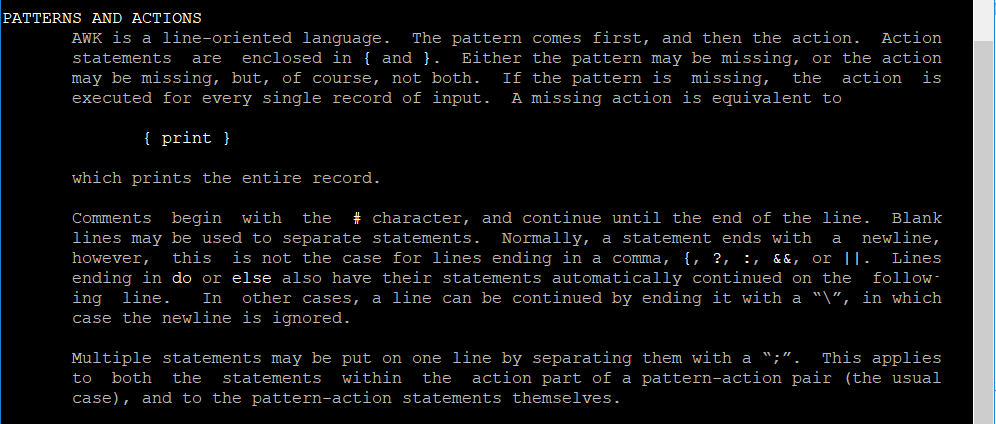 PATTERNS AND ACTIONS
AWK is a line-oriented language.  The pattern comes first, and then the action.  Action
statements  are  enclosed in { and }.  Either the pattern may be missing, or the action
may be missing, but, of course, not both.  If the pattern is  missing,  the  action  is
executed for every single record of input.  A missing action is equivalent to
{ print }
which prints the entire record.
Comments  begin  with  the  # character, and continue until the end of the line.  Blank
lines may be used to separate statements.  Normally, a statement ends with  a  newline,
however,  this  is not the case for lines ending in a comma, {, ?, :, &&, or ||.  Lines
ending in do or else also have their statements automatically continued on the  follow‐
ing  line.   In  other cases, a line can be continued by ending it with a “\”, in which
case the newline is ignored.
Multiple statements may be put on one line by separating them with a “;”.  This applies
to  both  the  statements  within  the  action part of a pattern-action pair (the usual
case), and to the pattern-action statements themselves.